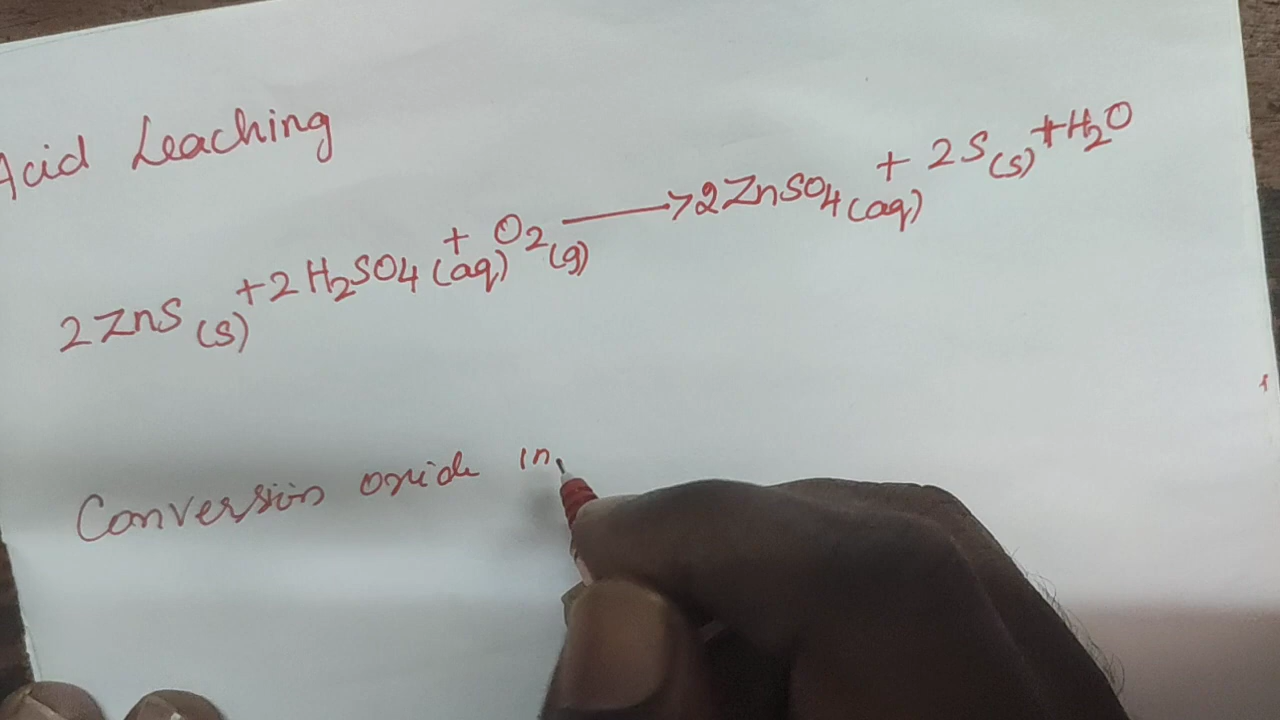 Acid Leaching
2ZnS(s) + 2H₂SO₄(aq) + O₂(g) ⟶ 2ZnSO₄(aq) + 2S(s) + H₂O
Conversion oxide in